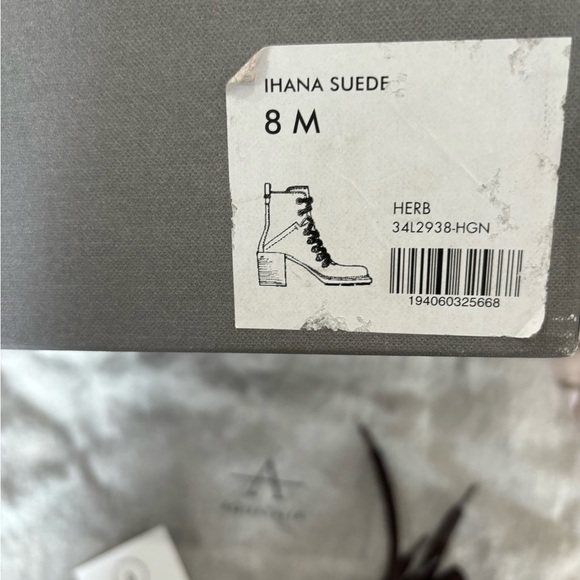 IHANA SUEDE
8 M
HERB
34L2938-HGN
194060325668
A